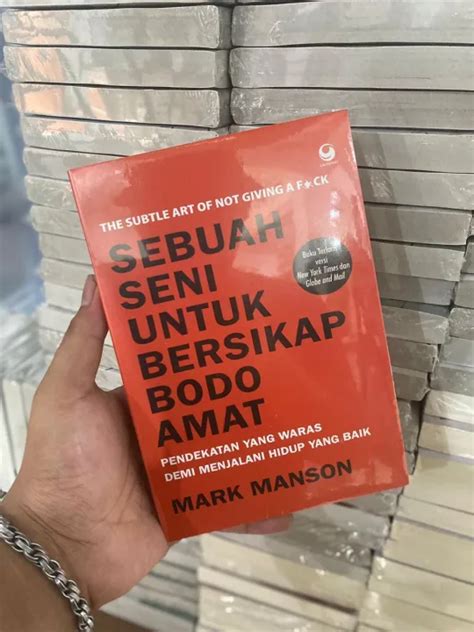 THE SUBTLE ART OF NOT GIVING A F*CK
SEBUAH
SENI
UNTUK
BERSIKAP
BODO
AMAT
Buku Terlaris
versi
New York Times dan
Globe and Mail
PENDEKATAN YANG WARAS
DEMI MENJALANI HIDUP YANG BAIK
MARK MANSON